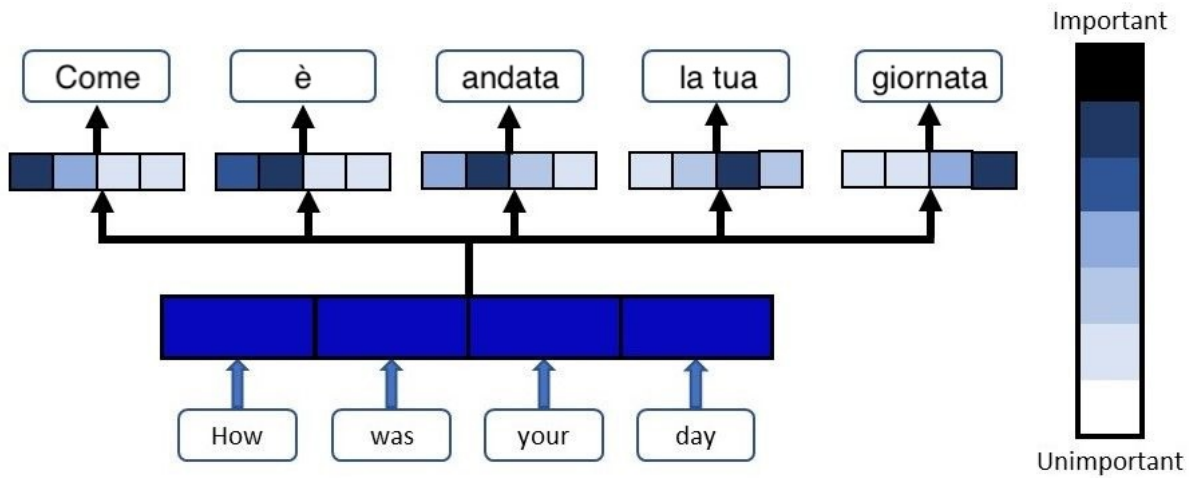 Important
Come
è
andata
la tua
giornata
How
was
your
day
Unimportant